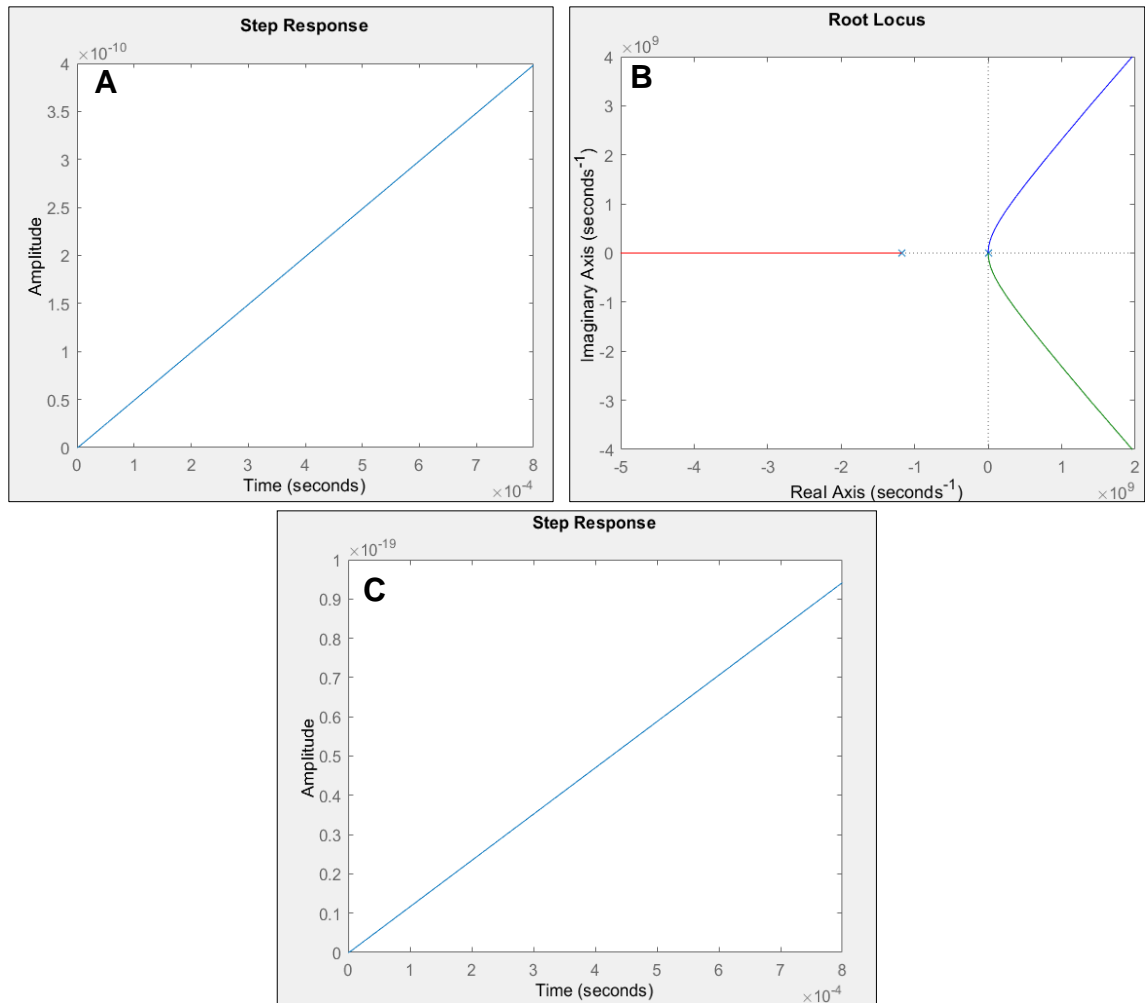 Step Response
×10-10
A
4
3.5
3
2.5
2
1.5
1
0.5
0
Amplitude
0 1 2 3 4 5 6 7 8
Time (seconds)
×10-4
Root Locus
×109
B
4
3
2
1
0
-1
-2
-3
-4
Imaginary Axis (seconds-1)
-5 -4 -3 -2 -1 0 1 2
Real Axis (seconds-1)
×109
Step Response
×10-19
C
1
0.9
0.8
0.7
0.6
0.5
0.4
0.3
0.2
0.1
0
Amplitude
0 1 2 3 4 5 6 7 8
Time (seconds)
×10-4